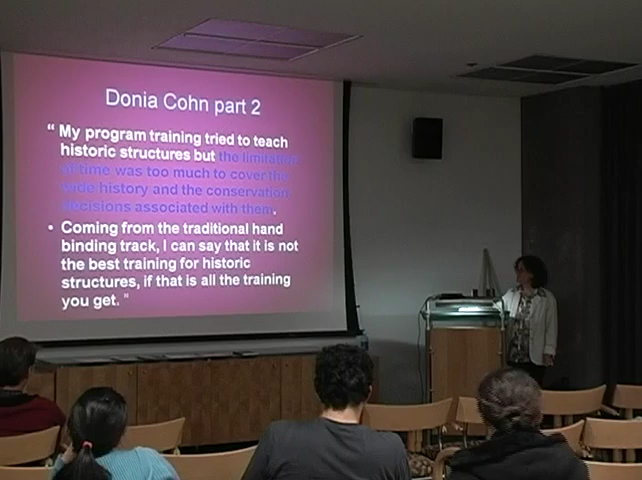 Donia Cohn part 2
“ My program training tried to teach
historic structures but the limitation
of time was too much to cover the
wide history and the conservation
decisions associated with them.
• Coming from the traditional hand
binding track, I can say that it is not
the best training for historic
structures, if that is all the training
you get. ”